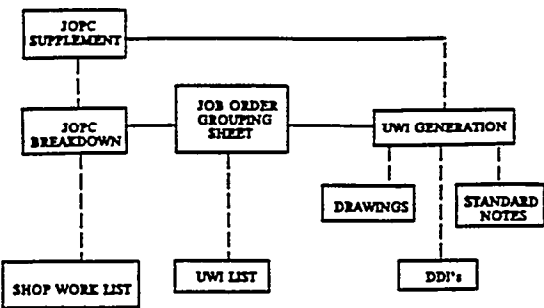 JOPC
SUPPLEMENT
JOPC
BREAKDOWN
JOB ORDER
GROUPING
SHEET
UWI GENERATION
DRAWINGS
STANDARD
NOTES
SHOP WORK LIST
UWI LIST
DDI's